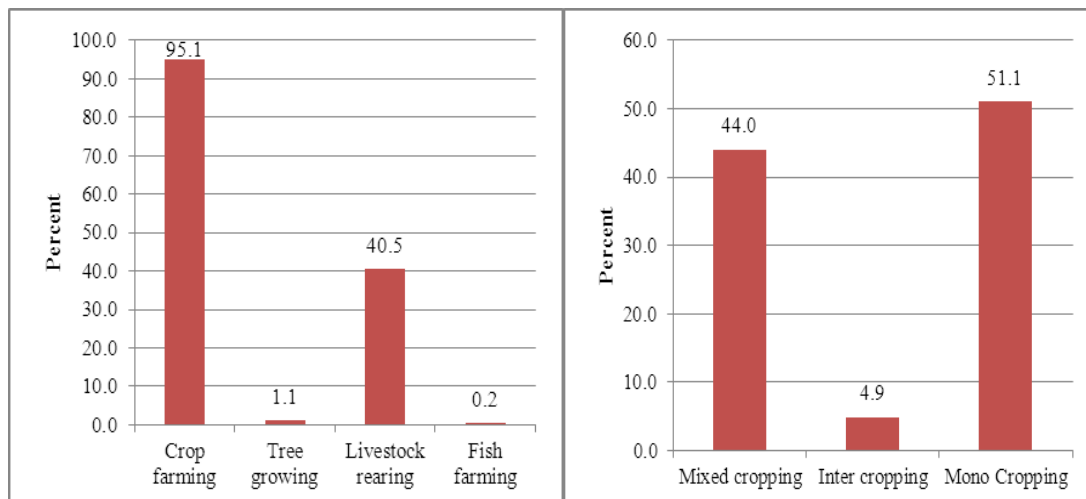 100.0
90.0
80.0
70.0
60.0
50.0
40.0
30.0
20.0
10.0
0.0
Percent
95.1
1.1
40.5
0.2
Crop farming
Tree growing
Livestock rearing
Fish farming
60.0
50.0
40.0
30.0
20.0
10.0
0.0
Percent
44.0
4.9
51.1
Mixed cropping
Inter cropping
Mono Cropping